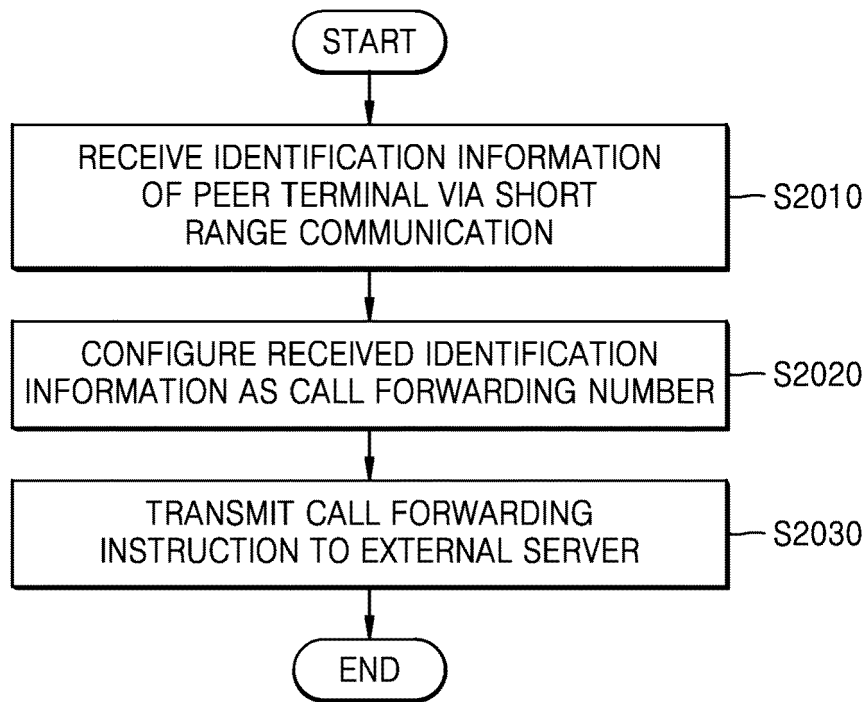 START
RECEIVE IDENTIFICATION INFORMATION
OF PEER TERMINAL VIA SHORT
RANGE COMMUNICATION
S2010
CONFIGURE RECEIVED IDENTIFICATION
INFORMATION AS CALL FORWARDING NUMBER
S2020
TRANSMIT CALL FORWARDING
INSTRUCTION TO EXTERNAL SERVER
S2030
END